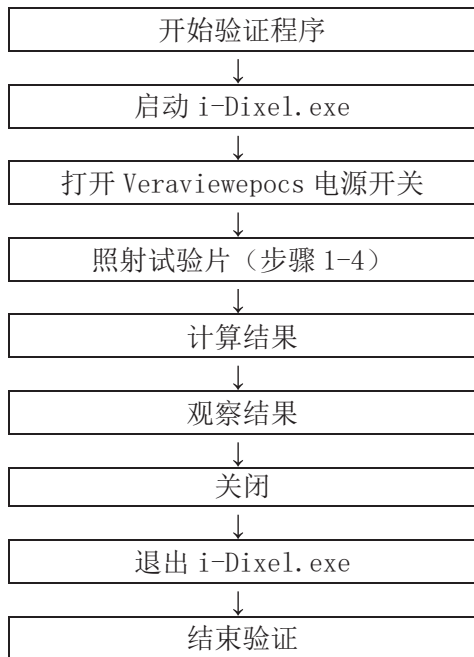 开始验证程序
↓
启动 i-Dixel.exe
↓
打开 Veraviewepocs 电源开关
↓
照射试验片（步骤 1-4）
↓
计算结果
↓
观察结果
↓
关闭
↓
退出 i-Dixel.exe
↓
结束验证